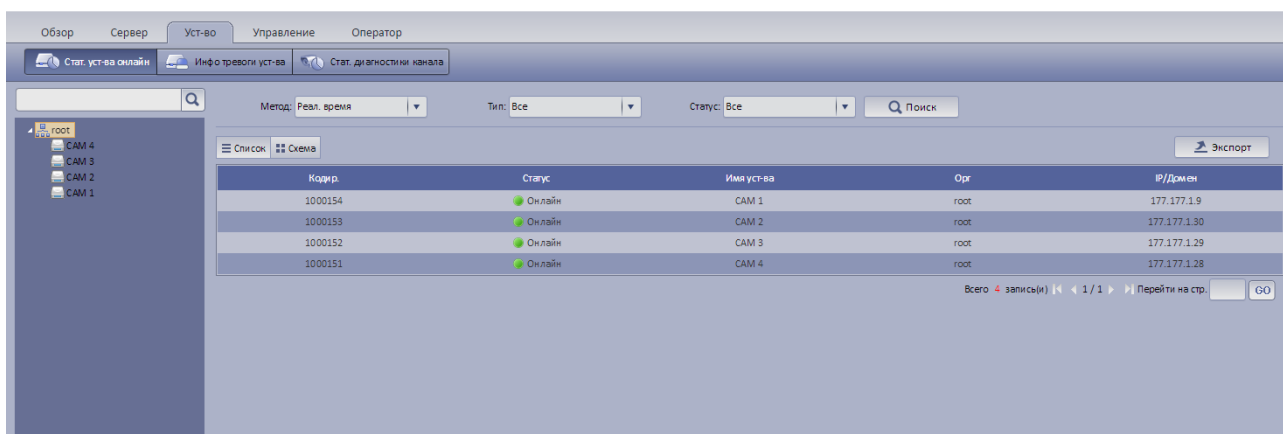 Обзор Сервер Уст-во Управление Оператор
Стат. уст-ва онлайн Инфо тревоги уст-ва Стат. диагностики канала
Метод: Реал. время Тип: Все Статус: Все Поиск
root
CAM 4
CAM 3
CAM 2
CAM 1
Список Схема Экспорт
Кодир. Статус Имя уст-ва Орг IP/Домен
1000154 Онлайн CAM 1 root 177.177.1.9
1000153 Онлайн CAM 2 root 177.177.1.30
1000152 Онлайн CAM 3 root 177.177.1.29
1000151 Онлайн CAM 4 root 177.177.1.28
Всего 4 запись(и) 1 / 1 Перейти на стр. GO